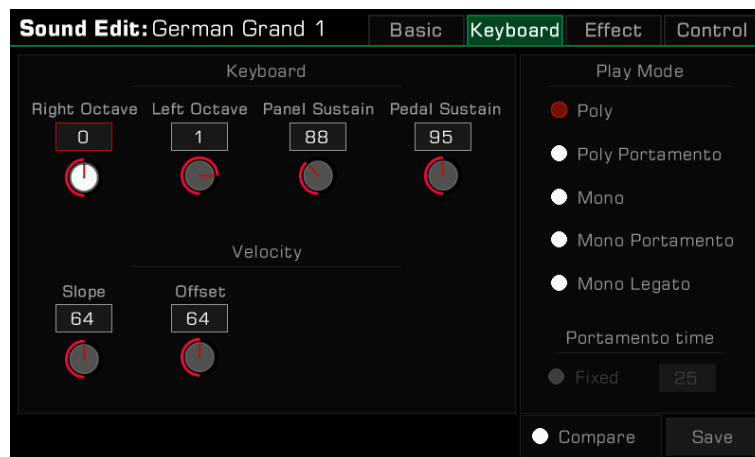 Sound Edit: German Grand 1 Basic Keyboard Effect Control
Keyboard
Right Octave Left Octave Panel Sustain Pedal Sustain
0 1 88 95
Velocity
Slope Offset
64 64
Play Mode
Poly
Poly Portamento
Mono
Mono Portamento
Mono Legato
Portamento time
Fixed 25
Compare Save